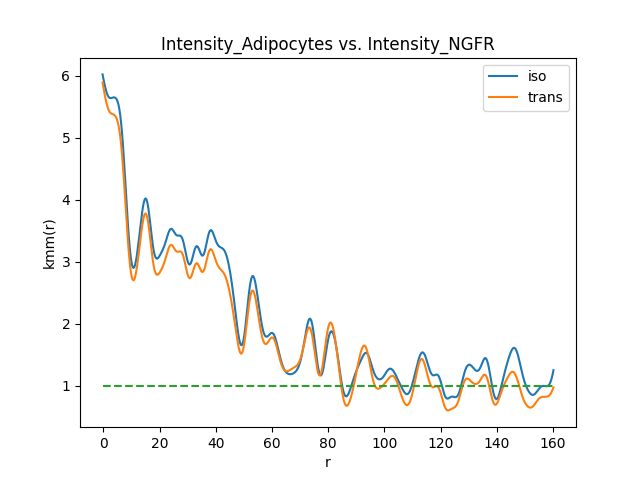 Intensity_Adipocytes vs. Intensity_NGFR
iso
trans
6
5
4
3
2
1
kmm(r)
0 20 40 60 80 100 120 140 160
r